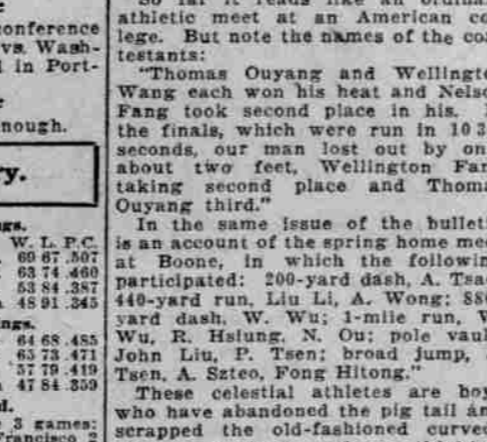 conference
vs. Wash-
in Port-
nough.
ry.
W. L. P.C.
69 67 .507
63 74 .460
53 84 .387
48 91 .345
64 68 .485
65 73 .471
57 79 .419
47 84 .359
3 games:
athletic meet at an American co
lege. But note the names of the co
testants:
"Thomas Ouyang and Wellingto
Wang each won his heat and Nelso
Fang took second place in his.
the finals, which were run in 10 3
seconds, our man lost out by on
about two feet, Wellington Fan
taking second place and Thoma
Ouyang third."
In the same issue of the bulleti
is an account of the spring home mee
at Boone, in which the followin
participated: 200-yard dash, A. Tsa
440-yard run, Liu Li, A. Wong; 880
yard dash, W. Wu; 1-mile run, W
Wu, R. Hsiung, N. Ou; pole vaul
John Liu, P. Tsen; broad jump,
Tsen, A. Szteo, Fong Hitong."
These celestial athletes are boy
who have abandoned the pig tail an
scrapped the old-fashioned curve